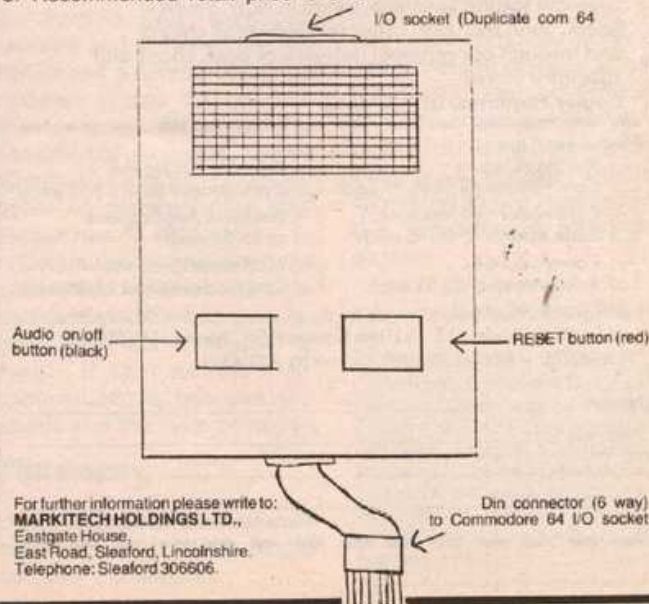 I/O socket (Duplicate com 64
Audio on/off
button (black)
RESET button (red)
For further information please write to:
MARKITECH HOLDINGS LTD.,
Eastgate House,
East Road, Sleaford, Lincolnshire.
Telephone: Sleaford 306606.
Din connector (6 way)
to Commodore 64 I/O socket